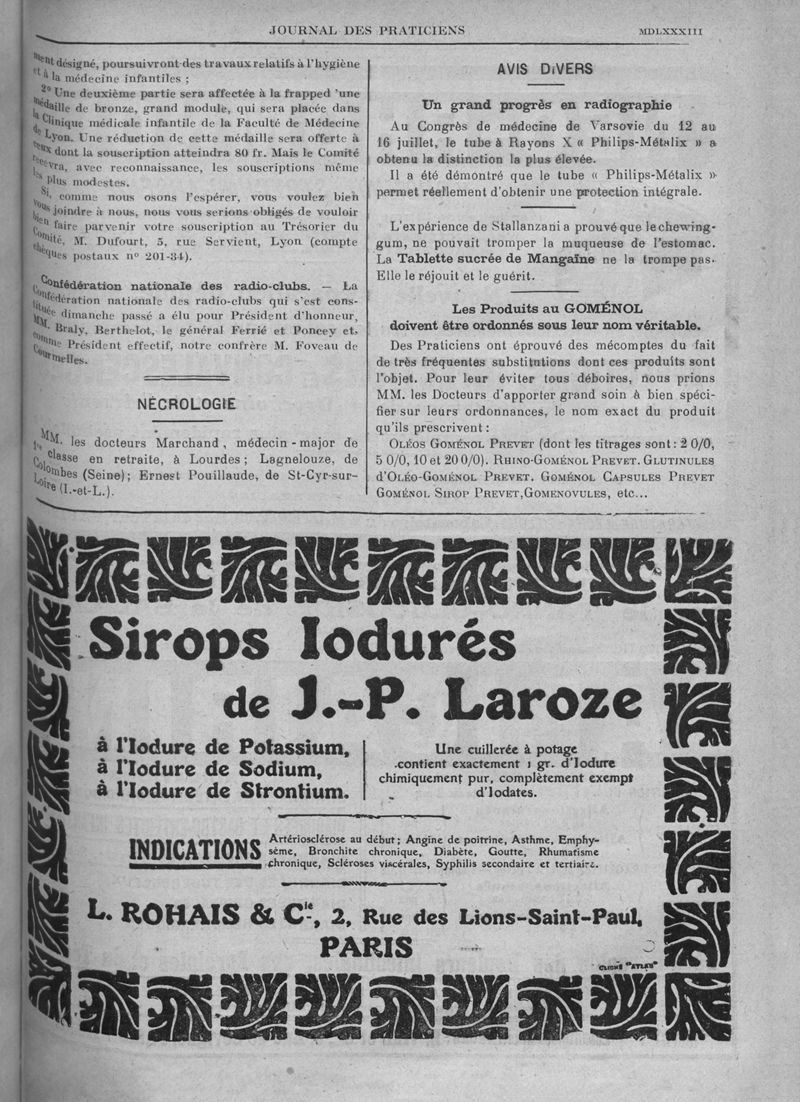 JOURNAL DES PRATICIENS
MDLXXXIII
ment désigné, poursuivront des travaux relatifs à l'hygiène
et à la médecine infantiles ;
2° Une deuxième partie sera affectée à la frapped 'une
médaille de bronze, grand module, qui sera placée dans
la Clinique médicale infantile de la Faculté de Médecine
de Lyon. Une réduction de cette médaille sera offerte à
ceux dont la souscription atteindra 80 fr. Mais le Comité
recevra, avec reconnaissance, les souscriptions même
les plus modestes.
Si, comme nous osons l'espérer, vous voulez bien
vous joindre à nous, nous vous serions obligés de vouloir
bien faire parvenir votre souscription au Trésorier du
Comité, M. Dufourt, 5, rue Servient, Lyon (compte
chèques postaux n° 201-34).
Confédération nationale des radio-clubs. — La
Confédération nationale des radio-clubs qui s'est cons-
tituée dimanche passé a élu pour Président d'honneur,
MM. Braly, Berthelot, le général Ferrié et Poncey et,
comme Président effectif, notre confrère M. Foveau de
Courmelles.
NÉCROLOGIE
MM. les docteurs Marchand, médecin-major de
1re classe en retraite, à Lourdes ; Lagnelouze, de
Colombes (Seine) ; Ernest Pouillaude, de St-Cyr-sur-
Loire (I.-et-L.).
AVIS DIVERS
Un grand progrès en radiographie
Au Congrès de médecine de Varsovie du 12 au
16 juillet, le tube à Rayons X « Philips-Métalix » a
obtenu la distinction la plus élevée.
Il a été démontré que le tube « Philips-Métalix »
permet réellement d'obtenir une protection intégrale.
L'expérience de Stallanzani a prouvé que le chewing-
gum, ne pouvait tromper la muqueuse de l'estomac.
La Tablette sucrée de Mangaïne ne la trompe pas.
Elle le réjouit et le guérit.
Les Produits au GOMÉNOL
doivent être ordonnés sous leur nom véritable.
Des Praticiens ont éprouvé des mécomptes du fait
de très fréquentes substitutions dont ces produits sont
l'objet. Pour leur éviter tous déboires, nous prions
MM. les Docteurs d'apporter grand soin à bien spéci-
fier sur leurs ordonnances, le nom exact du produit
qu'ils prescrivent :
OLÉOS GOMÉNOL PREVET (dont les titrages sont : 2 0/0,
5 0/0, 10 et 20 0/0). RHINO-GOMÉNOL PREVET. GLUTINULES
D'OLÉO-GOMÉNOL PREVET. GOMÉNOL CAPSULES PREVET
GOMÉNOL SIROP PREVET, GOMENOVULES, etc...
Sirops Iodurés
de J.-P. Laroze
à l'Iodure de Potassium,
à l'Iodure de Sodium,
à l'Iodure de Strontium.
Une cuillerée à potage
contient exactement 1 gr. d'Iodure
chimiquement pur, complètement exempt
d'Iodates.
INDICATIONS
Artériosclérose au début ; Angine de poitrine, Asthme, Emphy-
sème, Bronchite chronique, Diabète, Goutte, Rhumatisme
chronique, Scléroses viscérales, Syphilis secondaire et tertiaire.
L. ROHAIS & Cie, 2, Rue des Lions-Saint-Paul,
PARIS
CLICHÉ "ATLAS"